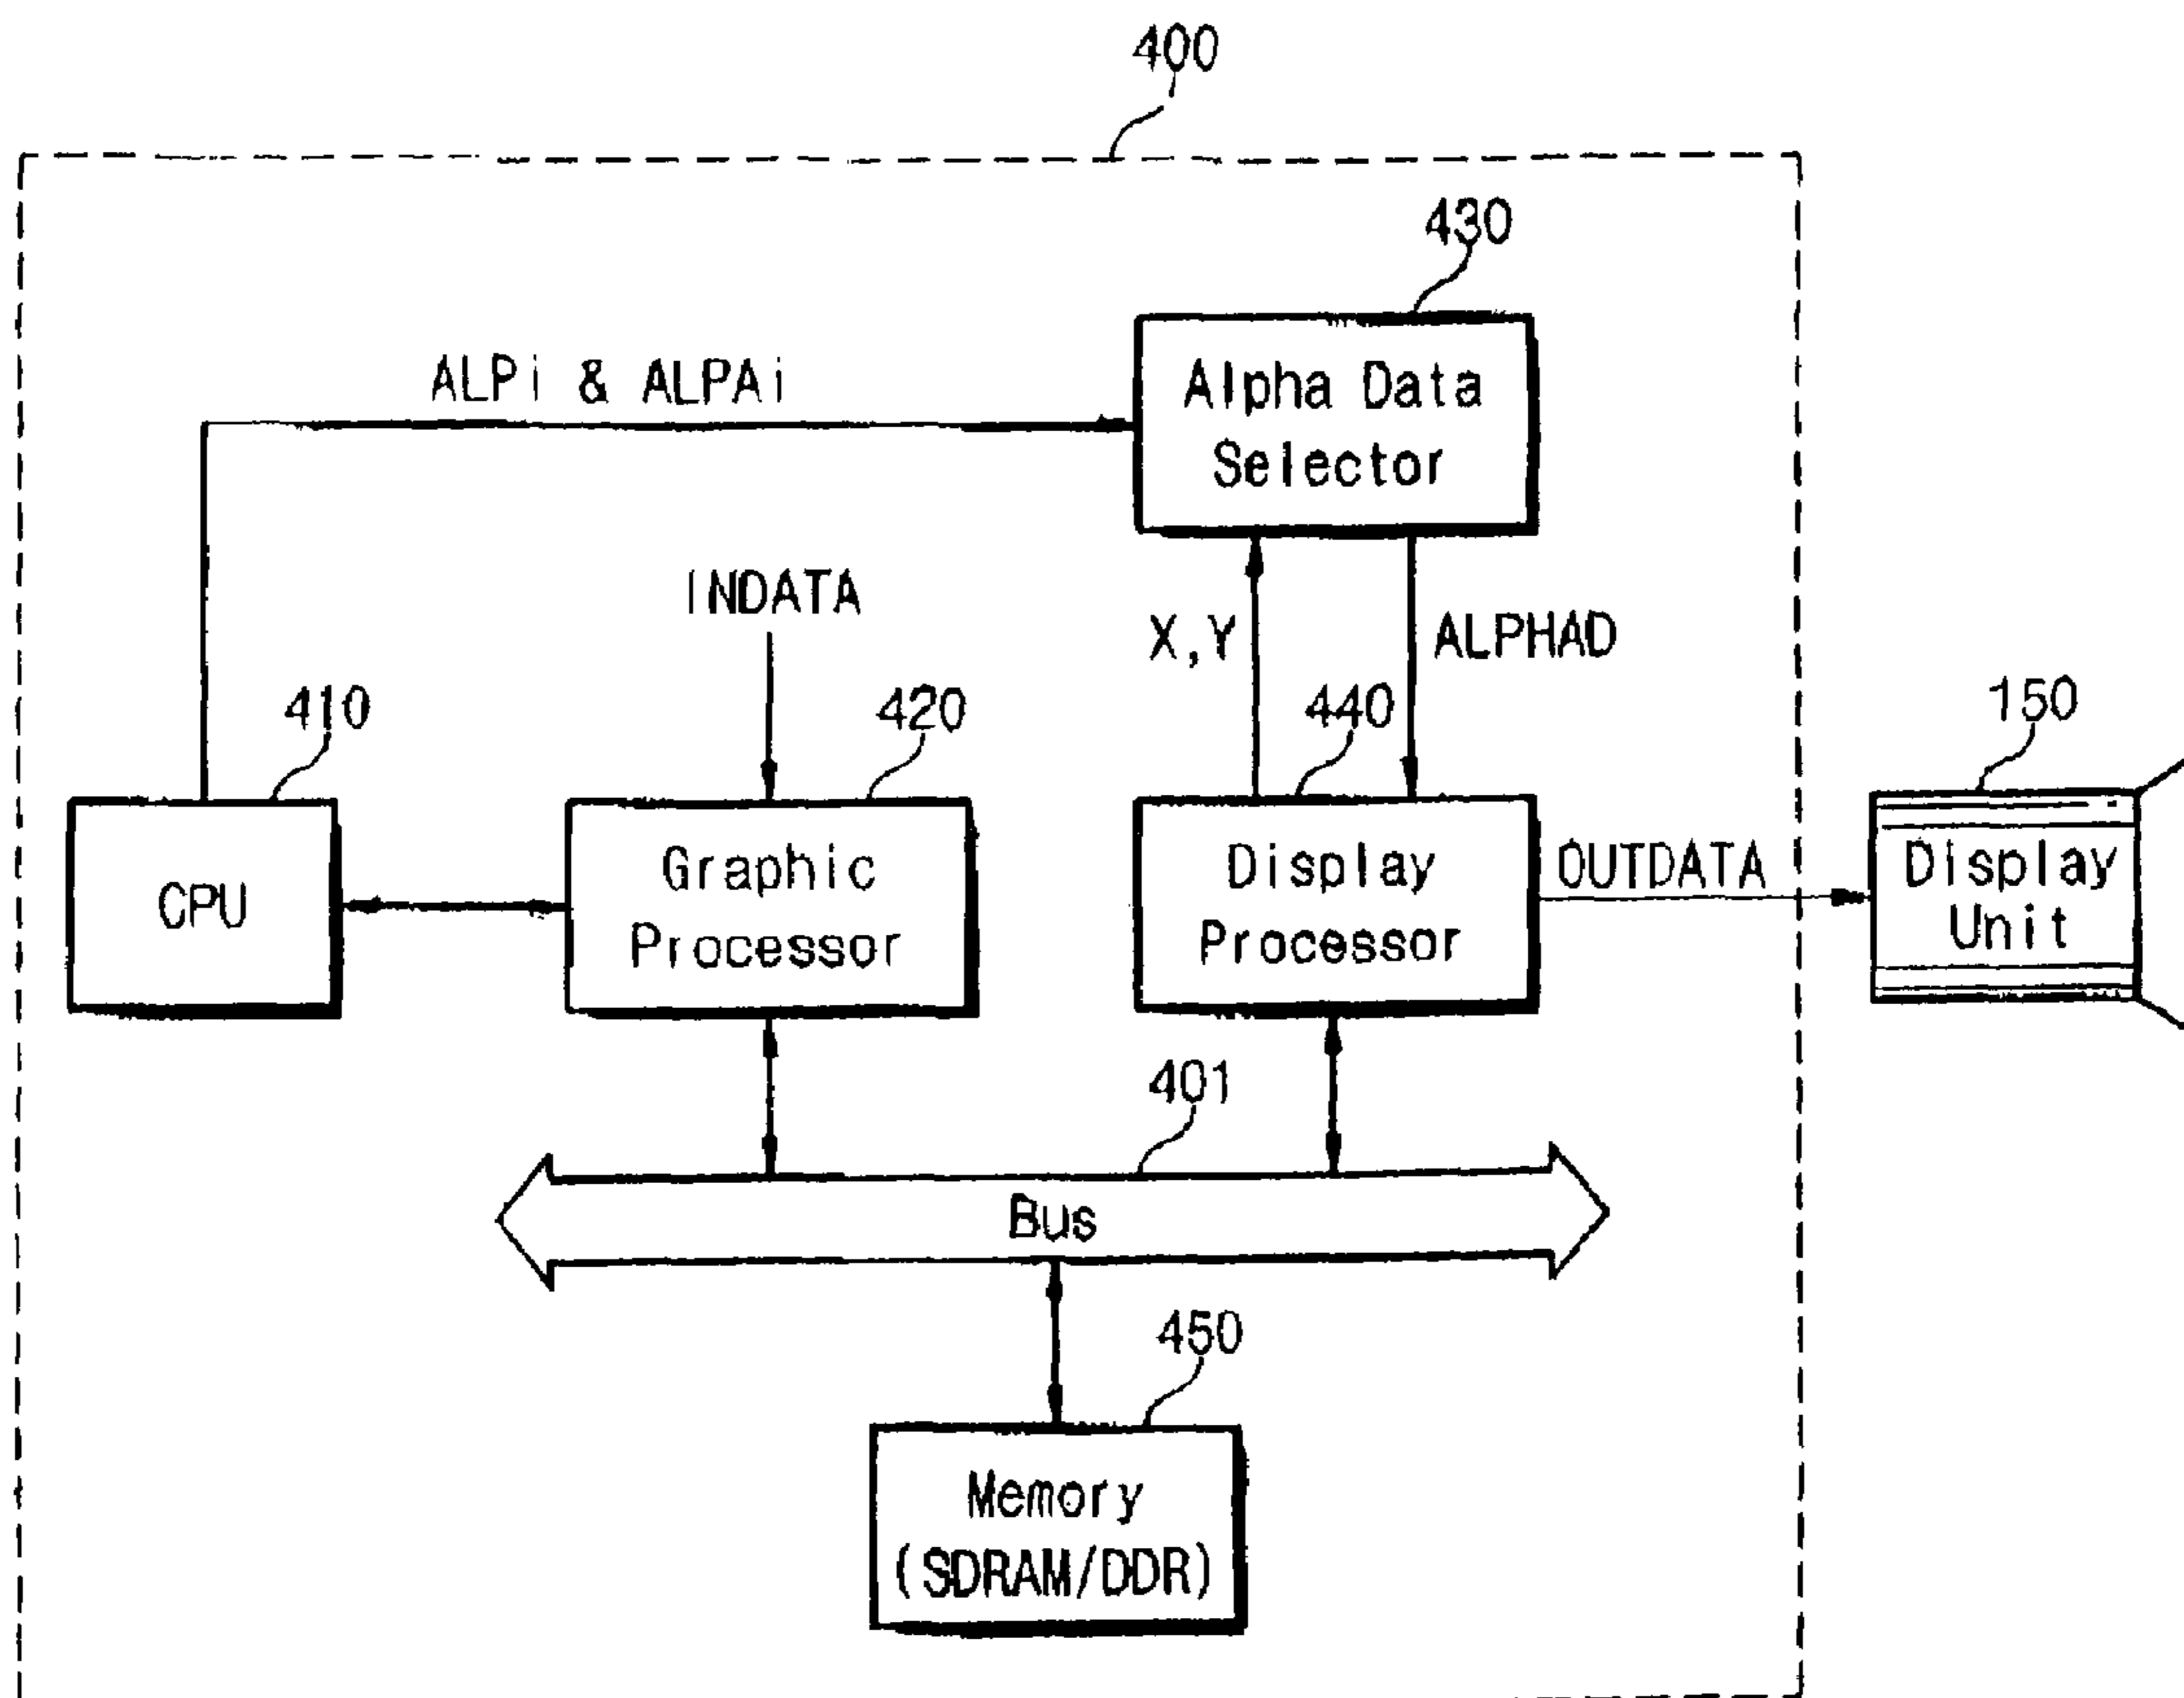 400
430
ALPi & ALPAi
Alpha Data
Selector
INDATA
X,Y
ALPHAD
410
420
440
150
CPU
Graphic
Processor
Display
Processor
OUTDATA
Display
Unit
401
Bus
450
Memory
(SDRAM/DDR)